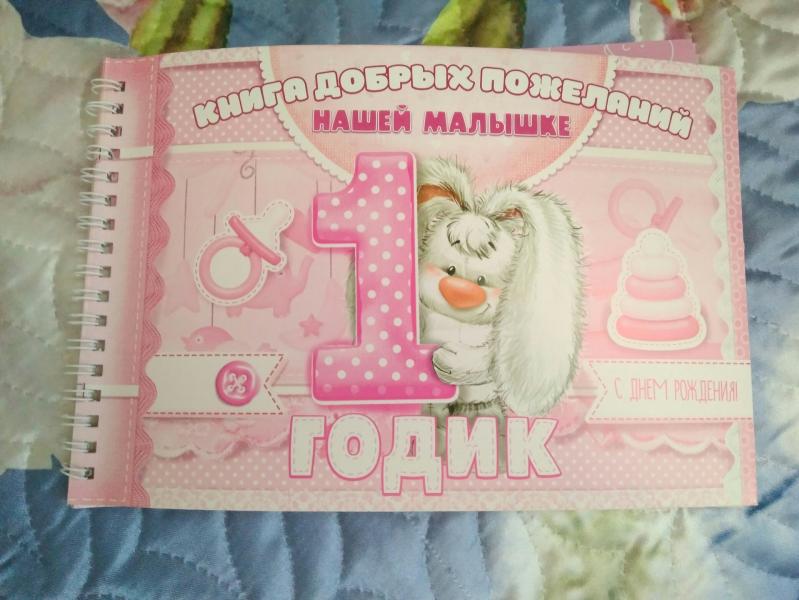 КНИГА ДОБРЫХ ПОЖЕЛАНИЙ
НАШЕЙ МАЛЫШКЕ
1
ГОДИК
С ДНЕМ РОЖДЕНИЯ!